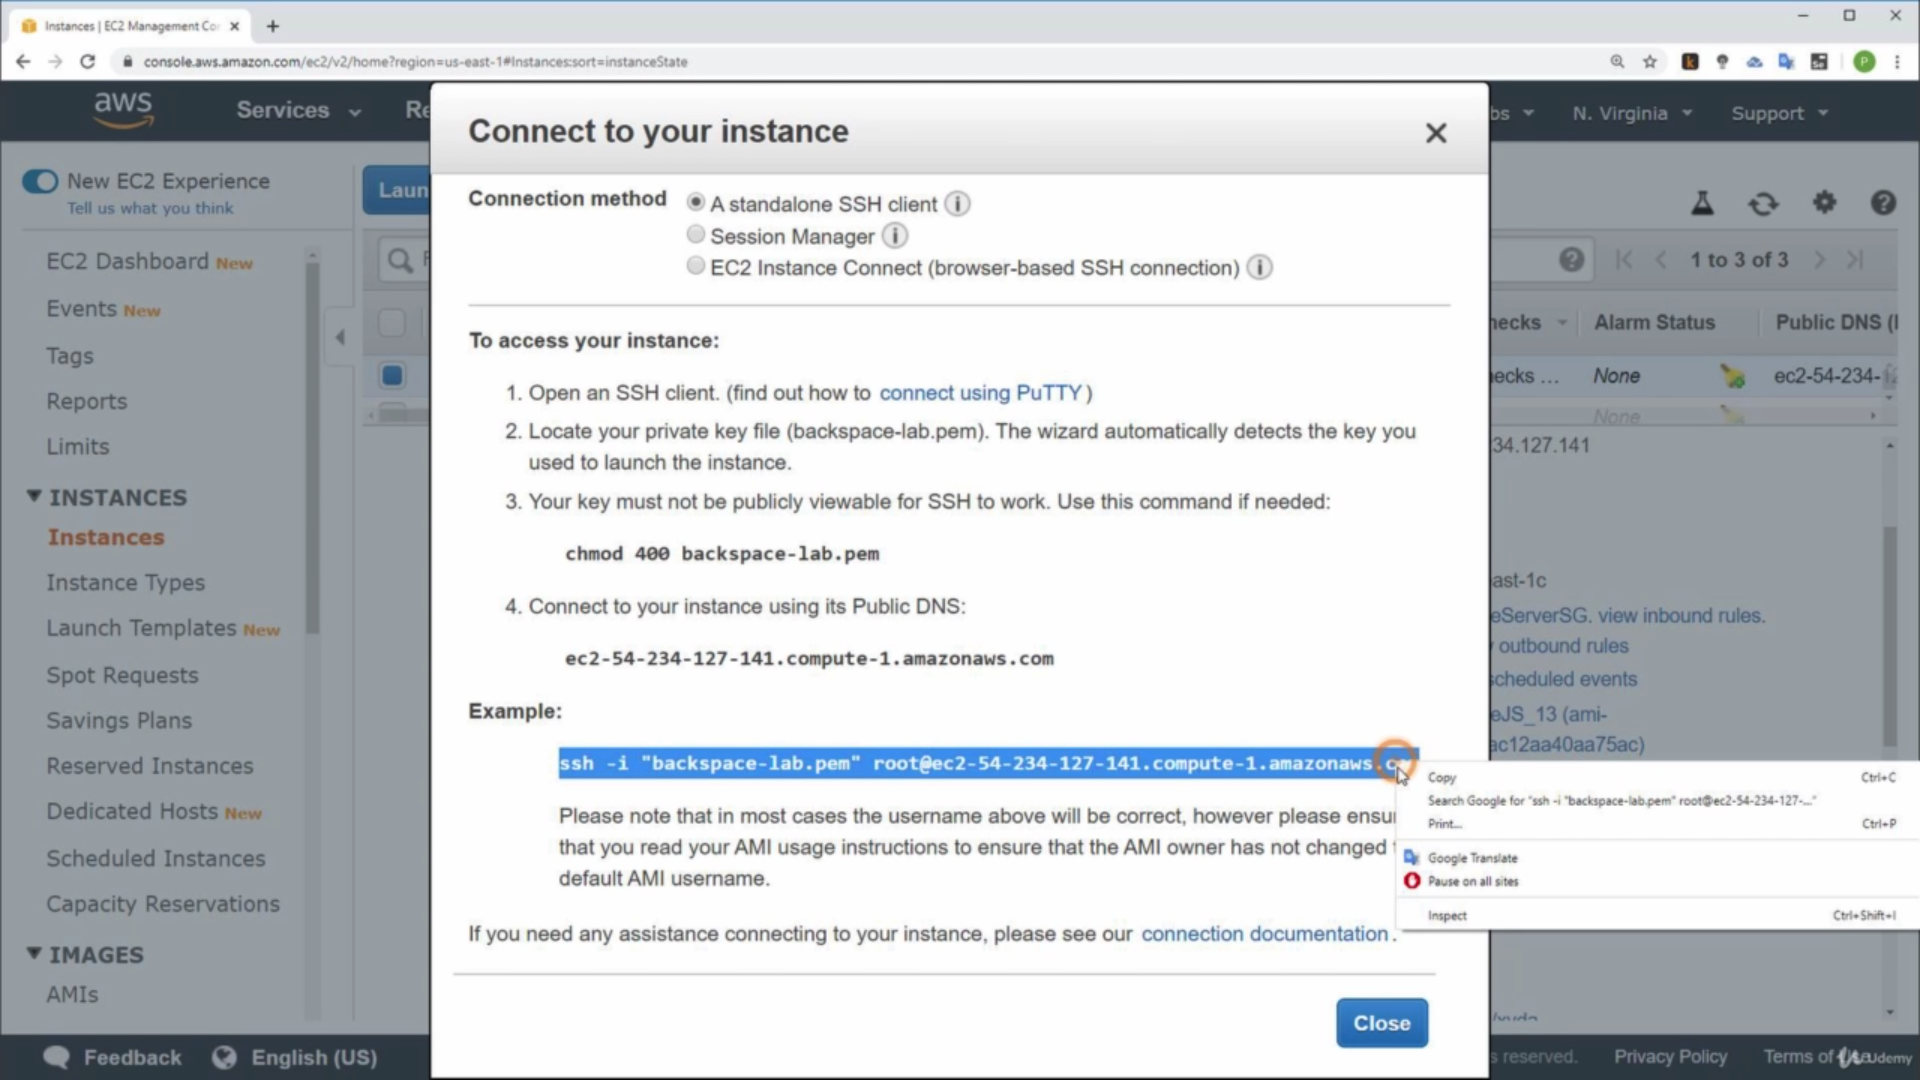 Instances | EC2 Management Co
console.aws.amazon.com/ec2/v2/home?region=us-east-1#Instances:sort=instanceState
aws
Services
N. Virginia
Support
New EC2 Experience
Tell us what you think
EC2 Dashboard New
Events New
Tags
Reports
Limits
INSTANCES
Instances
Instance Types
Launch Templates New
Spot Requests
Savings Plans
Reserved Instances
Dedicated Hosts New
Scheduled Instances
Capacity Reservations
IMAGES
AMIs
Laun
Connect to your instance
Connection method
A standalone SSH client
Session Manager
EC2 Instance Connect (browser-based SSH connection)
To access your instance:
1. Open an SSH client. (find out how to connect using PuTTY )
2. Locate your private key file (backspace-lab.pem). The wizard automatically detects the key you
used to launch the instance.
3. Your key must not be publicly viewable for SSH to work. Use this command if needed:
chmod 400 backspace-lab.pem
4. Connect to your instance using its Public DNS:
ec2-54-234-127-141.compute-1.amazonaws.com
Example:
ssh -i "backspace-lab.pem" root@ec2-54-234-127-141.compute-1.amazonaws.c
Please note that in most cases the username above will be correct, however please ensu
that you read your AMI usage instructions to ensure that the AMI owner has not changed
default AMI username.
If you need any assistance connecting to your instance, please see our connection documentation .
Close
Copy Ctrl+C
Search Google for "ssh -i "backspace-lab.pem" root@ec2-54-234-127-..."
Print... Ctrl+P
Google Translate
Pause on all sites
Inspect Ctrl+Shift+I
1 to 3 of 3
hecks Alarm Status Public DNS (I
hecks ... None ec2-54-234-
None
34.127.141
ast-1c
eServerSG. view inbound rules.
outbound rules
scheduled events
eJS_13 (ami-
ac12aa40aa75ac)
Feedback
English (US)
s reserved.
Privacy Policy
Terms of
Udemy